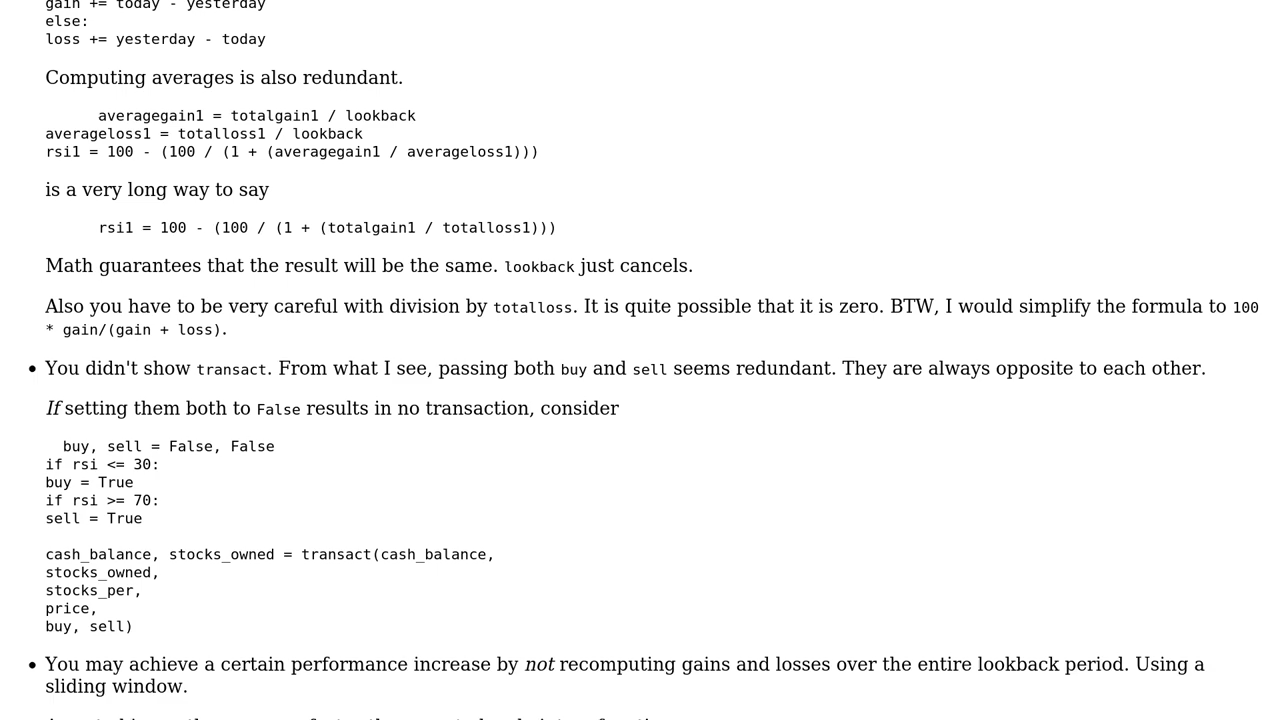 gain += today - yesterday
else:
loss += yesterday - today
Computing averages is also redundant.
averagegain1 = totalgain1 / lookback
averageloss1 = totalloss1 / lookback
rsi1 = 100 - (100 / (1 + (averagegain1 / averageloss1)))
is a very long way to say
rsi1 = 100 - (100 / (1 + (totalgain1 / totalloss1)))
Math guarantees that the result will be the same. lookback just cancels.
Also you have to be very careful with division by totalloss. It is quite possible that it is zero. BTW, I would simplify the formula to 100
* gain/(gain + loss).
• You didn't show transact. From what I see, passing both buy and sell seems redundant. They are always opposite to each other.
If setting them both to False results in no transaction, consider
buy, sell = False, False
if rsi <= 30:
buy = True
if rsi >= 70:
sell = True
cash_balance, stocks_owned = transact(cash_balance,
stocks_owned,
stocks_per,
price,
buy, sell)
• You may achieve a certain performance increase by not recomputing gains and losses over the entire lookback period. Using a
sliding window.